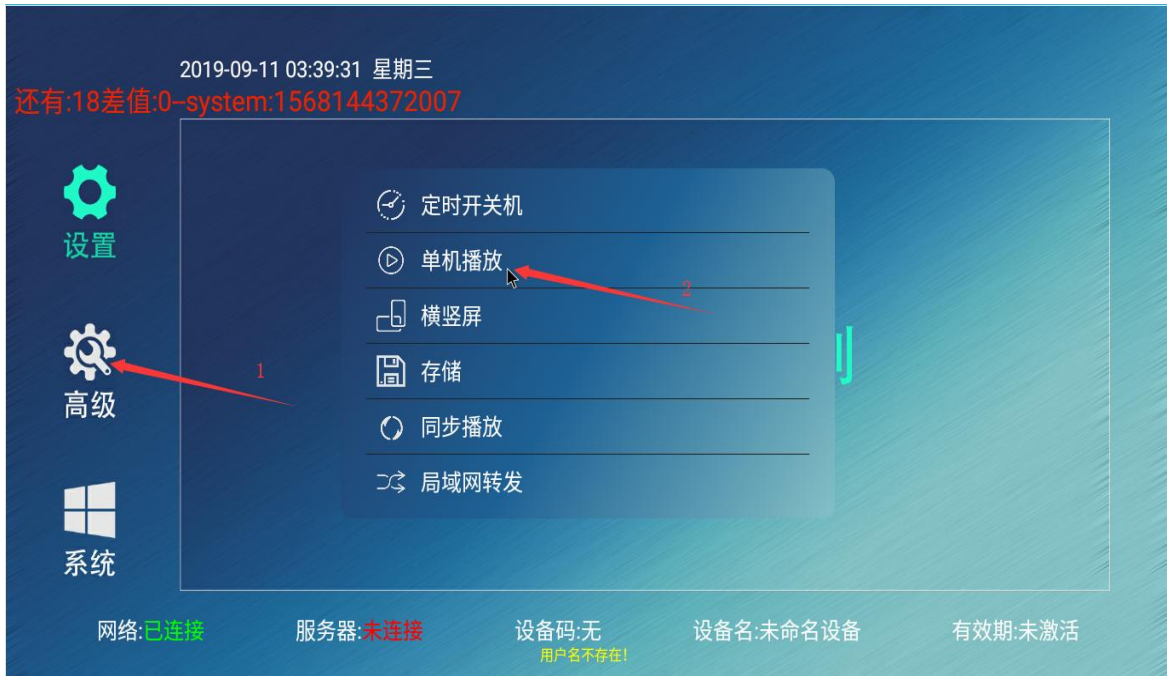 2019-09-11 03:39:31 星期三
还有:18差值:0--system:1568144372007
设置
高级
系统
定时开关机
单机播放
横竖屏
存储
同步播放
局域网转发
1
2
网络:已连接
服务器:未连接
设备码:无
用户名不存在!
设备名:未命名设备
有效期:未激活